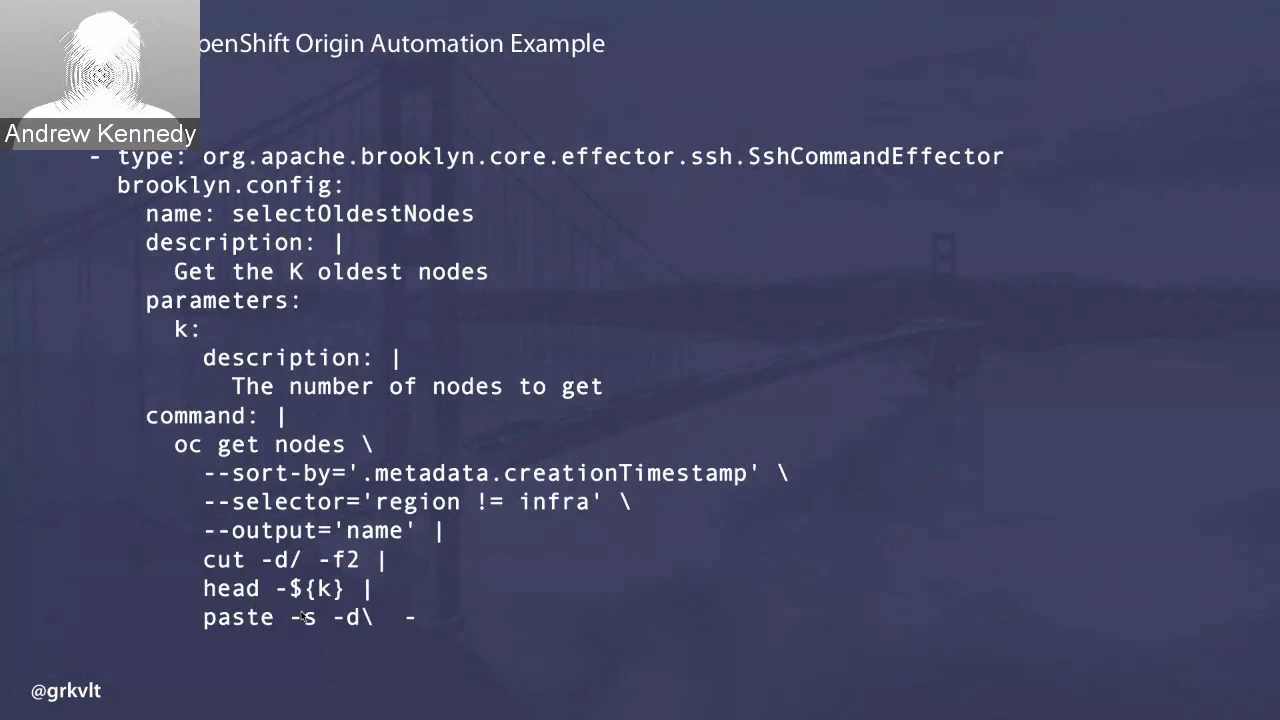 penShift Origin Automation Example
Andrew Kennedy
- type: org.apache.brooklyn.core.effector.ssh.SshCommandEffector
brooklyn.config:
name: selectOldestNodes
description: |
Get the K oldest nodes
parameters:
k:
description: |
The number of nodes to get
command: |
oc get nodes \
--sort-by='.metadata.creationTimestamp' \
--selector='region != infra' \
--output='name' |
cut -d/ -f2 |
head -${k} |
paste -s -d\  -
@grkvlt